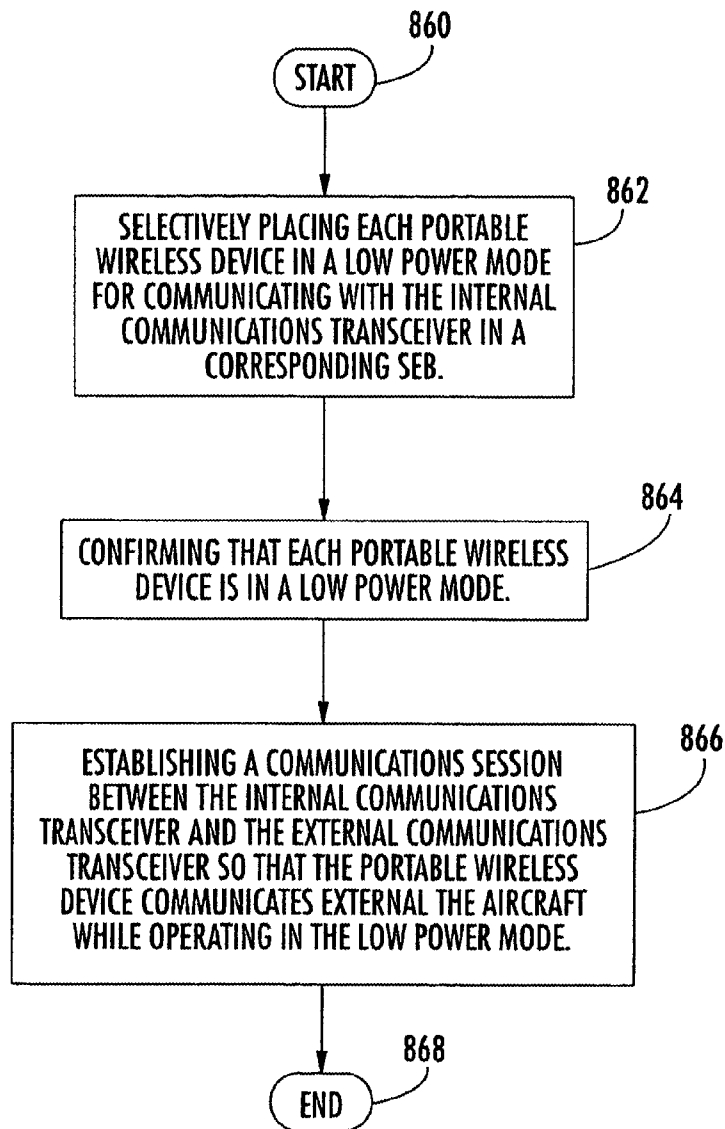 860
START
862
SELECTIVELY PLACING EACH PORTABLE
WIRELESS DEVICE IN A LOW POWER MODE
FOR COMMUNICATING WITH THE INTERNAL
COMMUNICATIONS TRANSCEIVER IN A
CORRESPONDING SEB.
864
CONFIRMING THAT EACH PORTABLE WIRELESS
DEVICE IS IN A LOW POWER MODE.
866
ESTABLISHING A COMMUNICATIONS SESSION
BETWEEN THE INTERNAL COMMUNICATIONS
TRANSCEIVER AND THE EXTERNAL COMMUNICATIONS
TRANSCEIVER SO THAT THE PORTABLE WIRELESS
DEVICE COMMUNICATES EXTERNAL THE AIRCRAFT
WHILE OPERATING IN THE LOW POWER MODE.
868
END